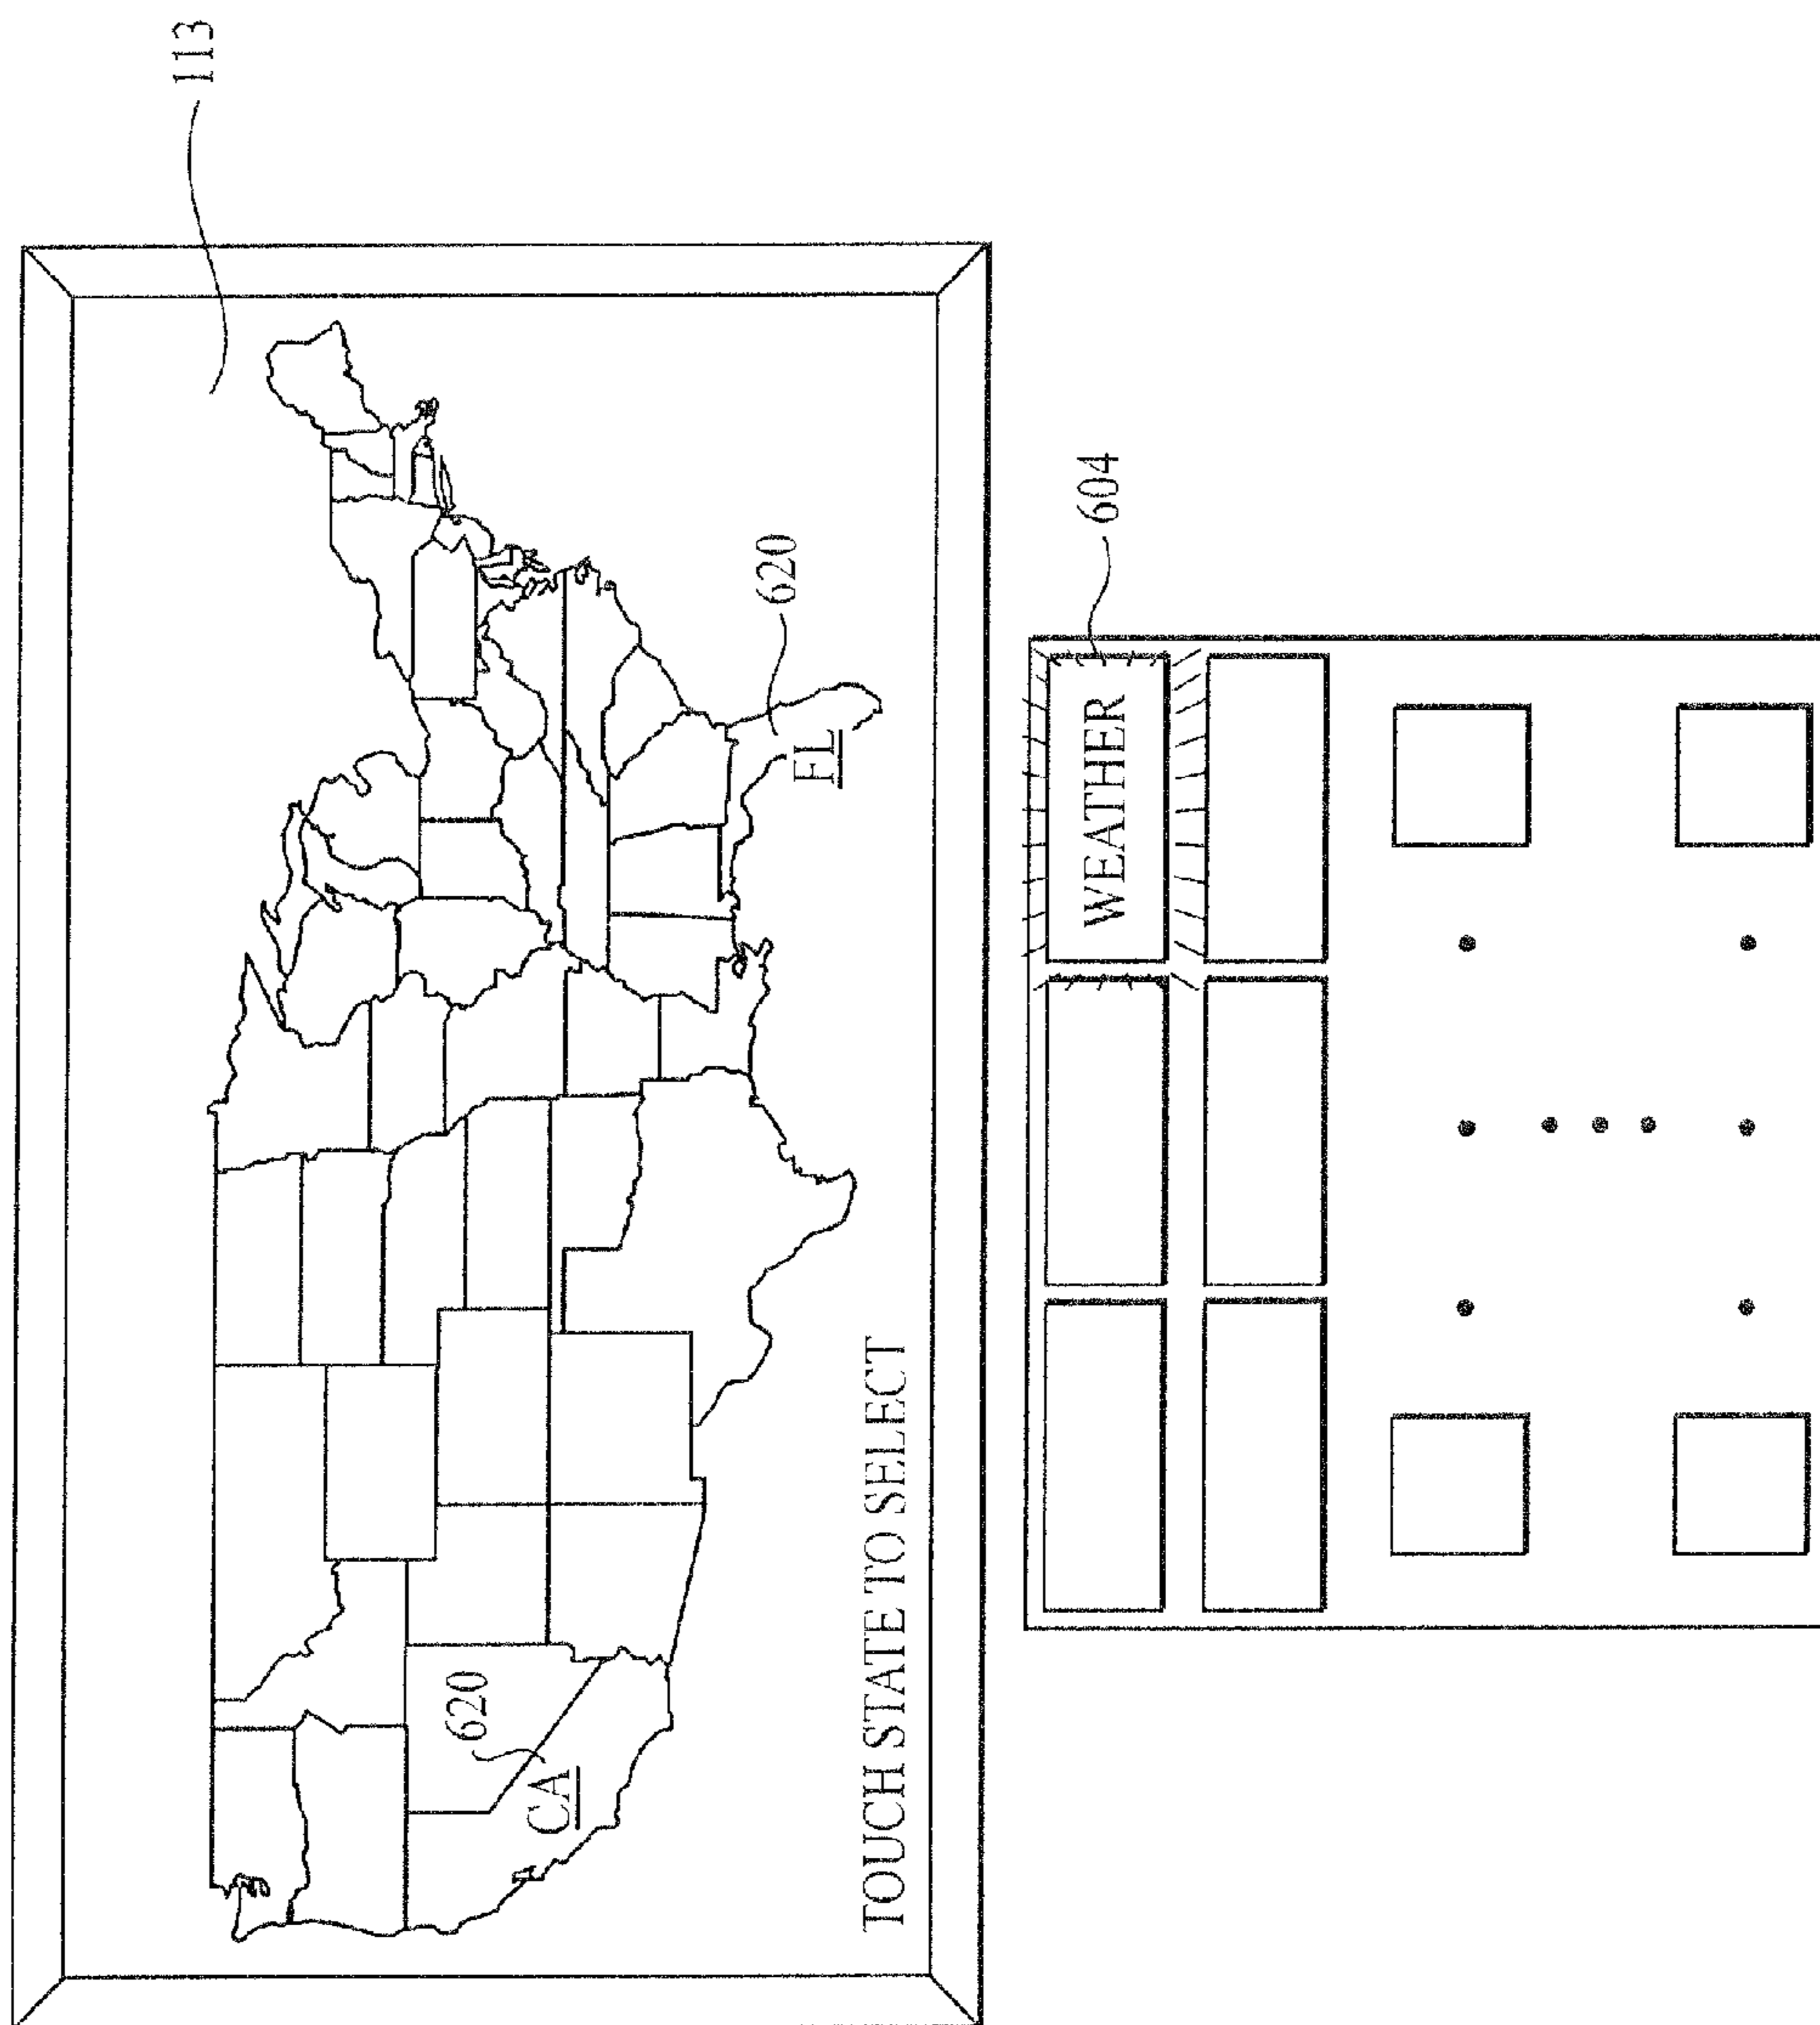 113
620
CA
620
FL
TOUCH STATE TO SELECT
WEATHER
604